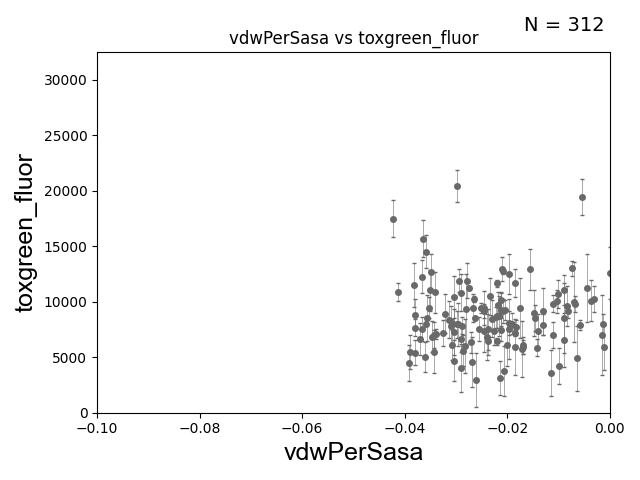 N = 312
vdwPerSasa vs toxgreen_fluor
30000
25000
20000
15000
10000
5000
0
toxgreen_fluor
−0.10 −0.08 −0.06 −0.04 −0.02 0.00
vdwPerSasa